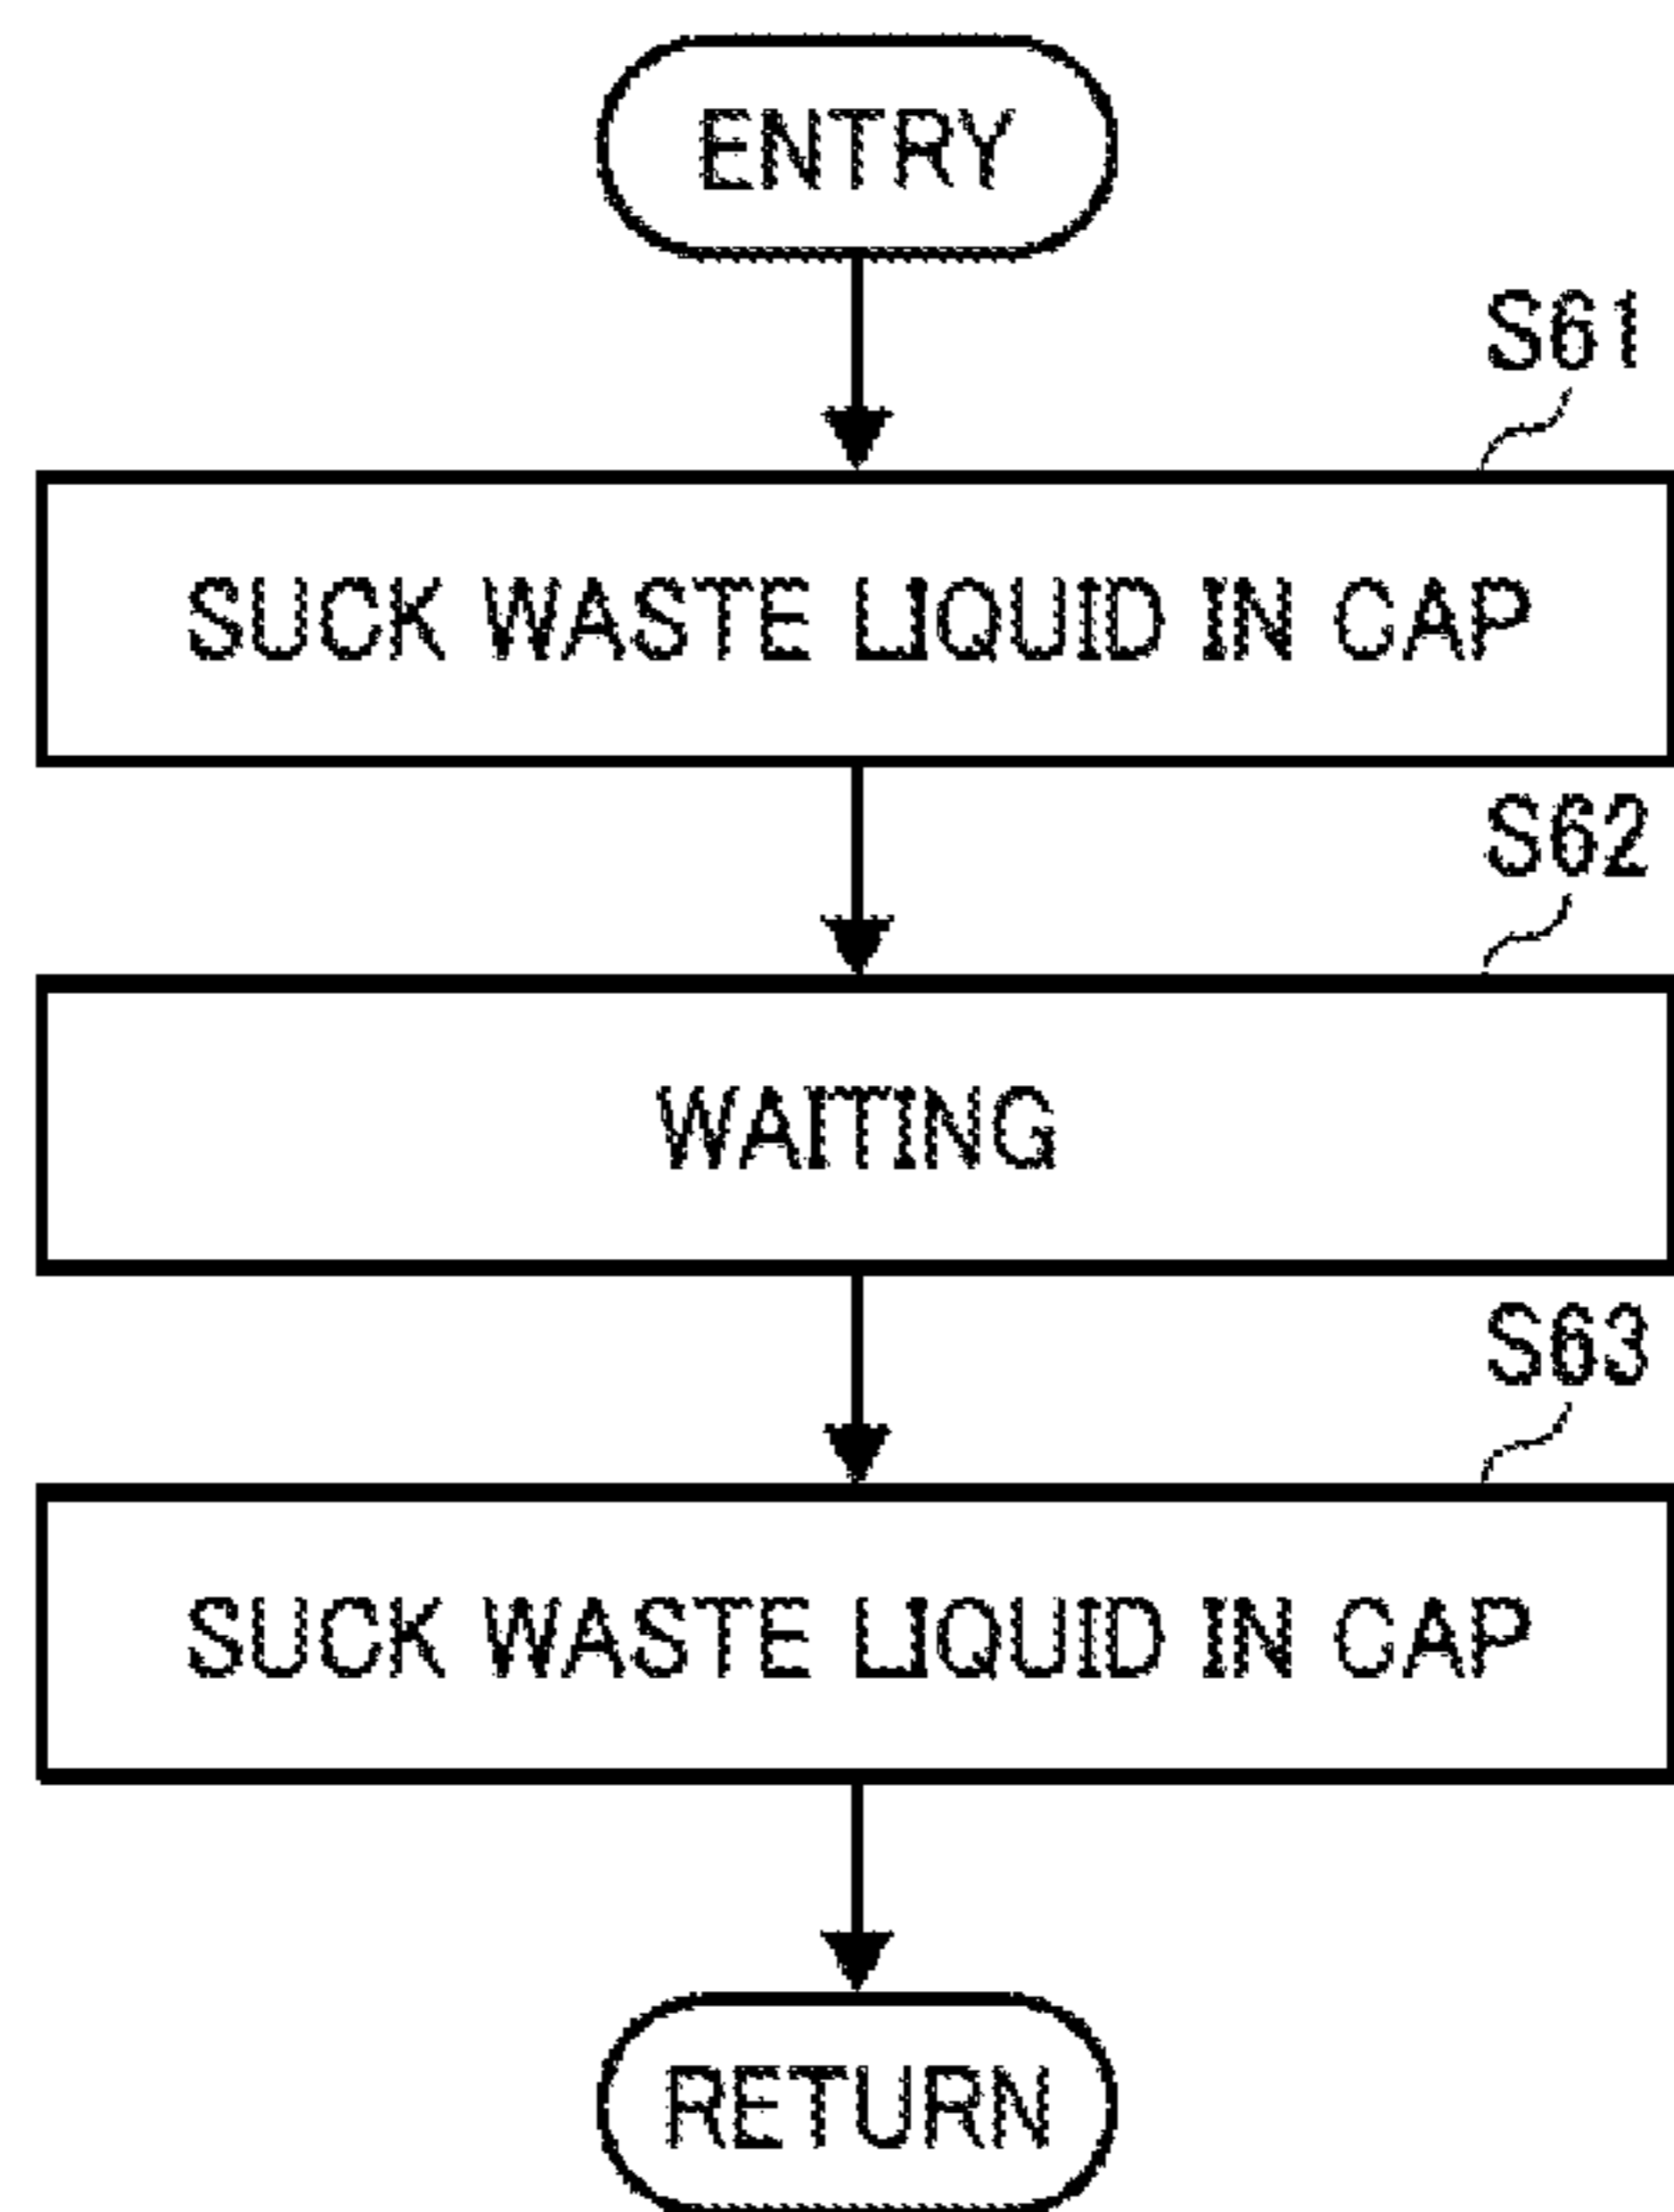 ENTRY
S61
SUCK WASTE LIQUID IN CAP
S62
WAITING
S63
SUCK WASTE LIQUID IN CAP
RETURN